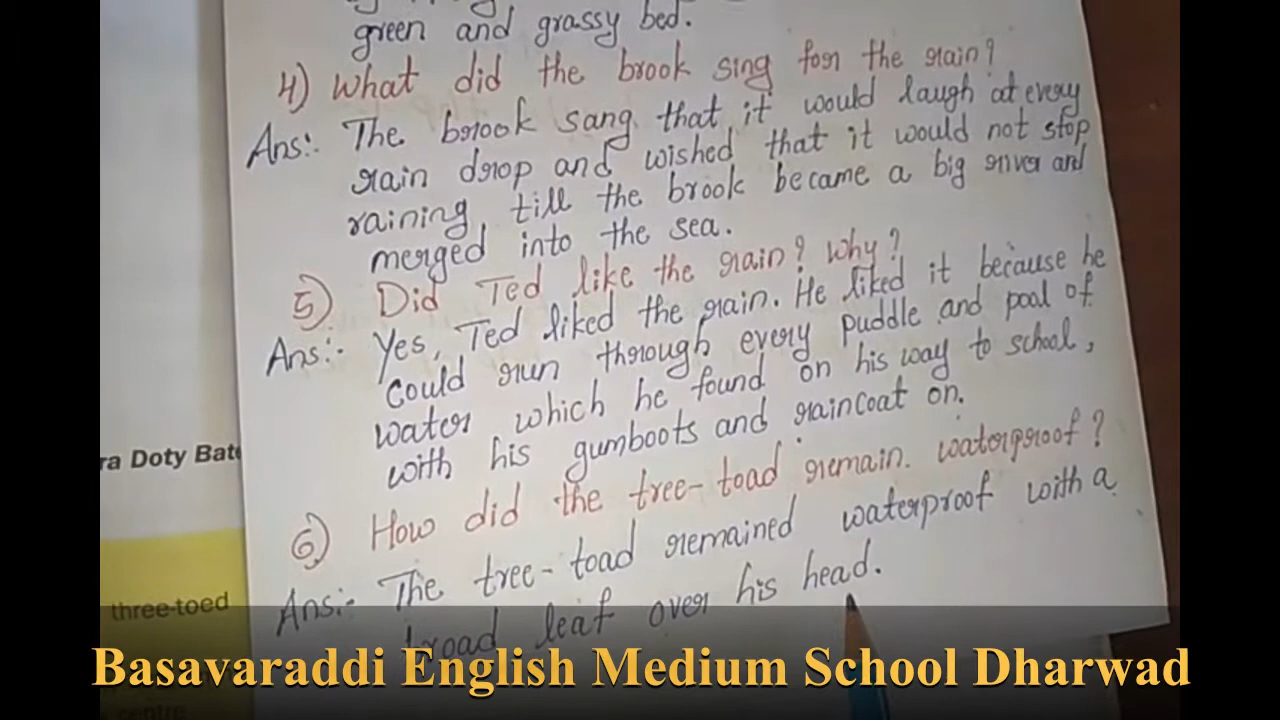 green and grassy bed.
4) What did the brook sing for the rain?
Ans:- The brook sang that it would laugh at every
rain drop and wished that it would not stop
raining till the brook became a big river and
merged into the sea.
5) Did Ted like the rain? Why?
Ans:- Yes, Ted liked the rain. He liked it because he
could run through every puddle and pool of
water which he found on his way to school,
with his gumboots and raincoat on.
6) How did the tree-toad remain waterproof?
Ans:- The tree-toad remained waterproof with a
broad leaf over his head.
ra Doty Bate
three-toed
centre
Basavaraddi English Medium School Dharwad